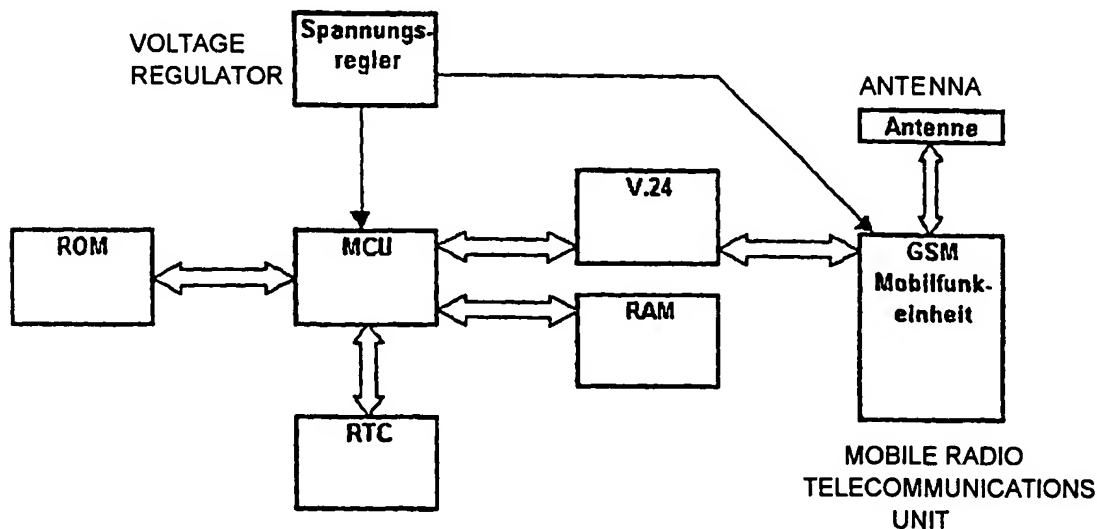 VOLTAGE
REGULATOR
Spannungs-
regler
ANTENNA
Antenne
V.24
ROM
MCU
GSM
Mobilfunk-
einheit
RAM
RTC
MOBILE RADIO
TELECOMMUNICATIONS
UNIT